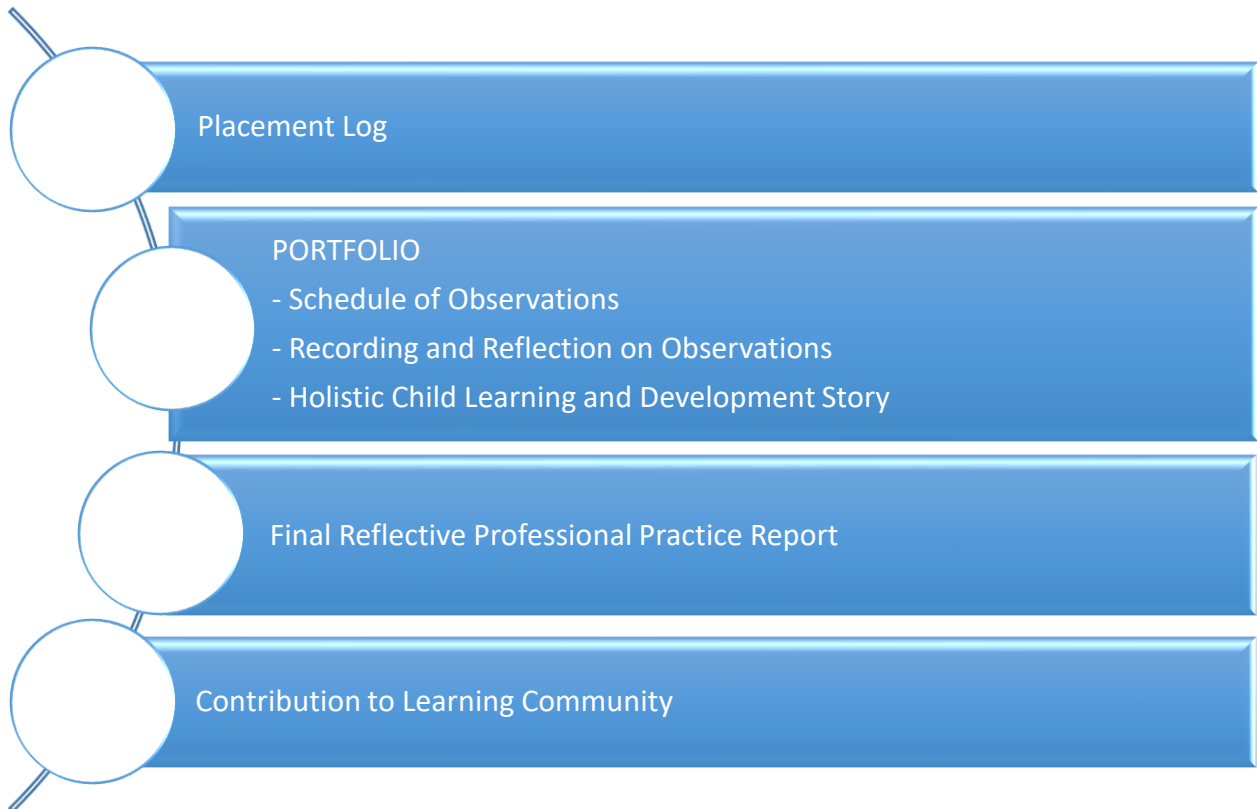 Placement Log
PORTFOLIO
- Schedule of Observations
- Recording and Reflection on Observations
- Holistic Child Learning and Development Story
Final Reflective Professional Practice Report
Contribution to Learning Community